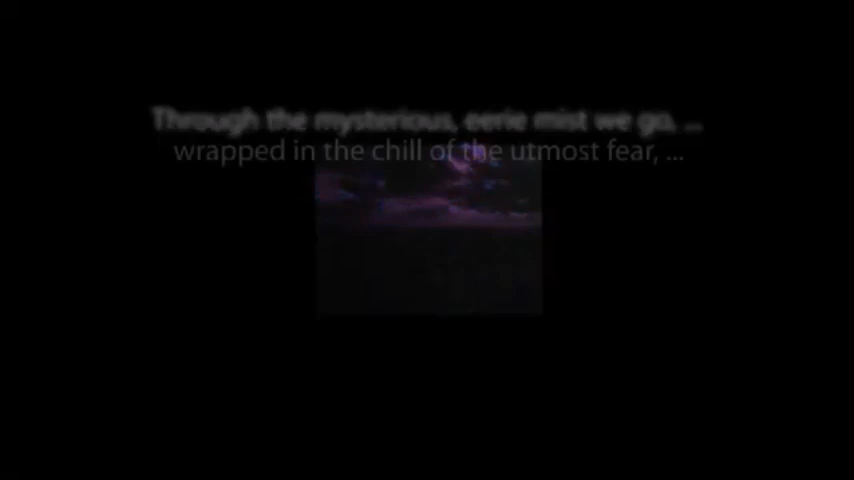 Through the mysterious, eerie mist we go, ...
wrapped in the chill of the utmost fear, ...